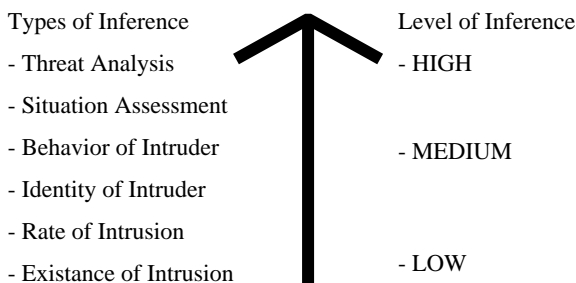 Types of Inference
- Threat Analysis
- Situation Assessment
- Behavior of Intruder
- Identity of Intruder
- Rate of Intrusion
- Existance of Intrusion
Level of Inference
- HIGH
- MEDIUM
- LOW